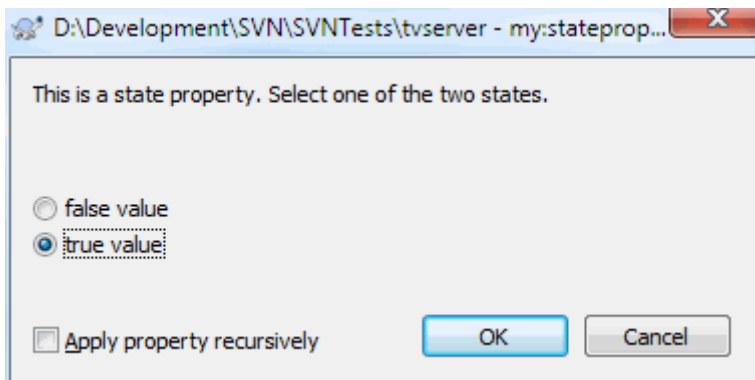 D:\Development\SVN\SVNTests\tvserver - my:stateprop...
This is a state property. Select one of the two states.
false value
true value
Apply property recursively
OK
Cancel